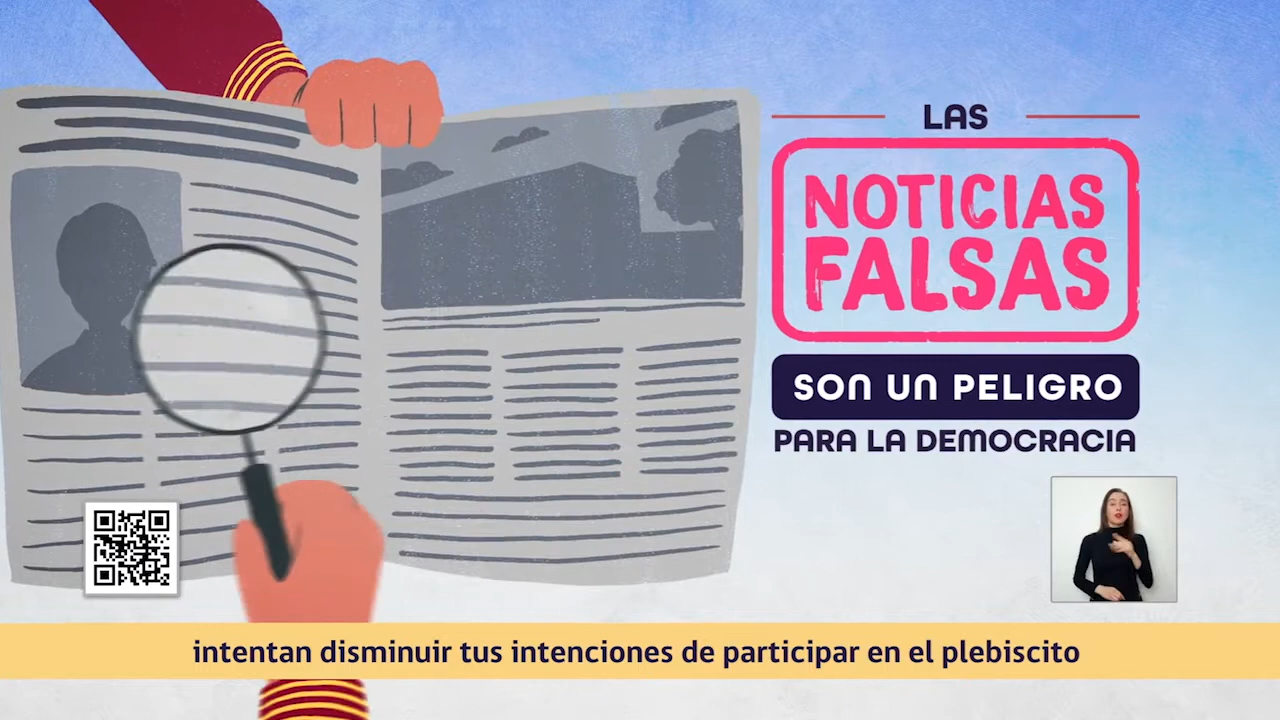 LAS
NOTICIAS
FALSAS
SON UN PELIGRO
PARA LA DEMOCRACIA
intentan disminuir tus intenciones de participar en el plebiscito